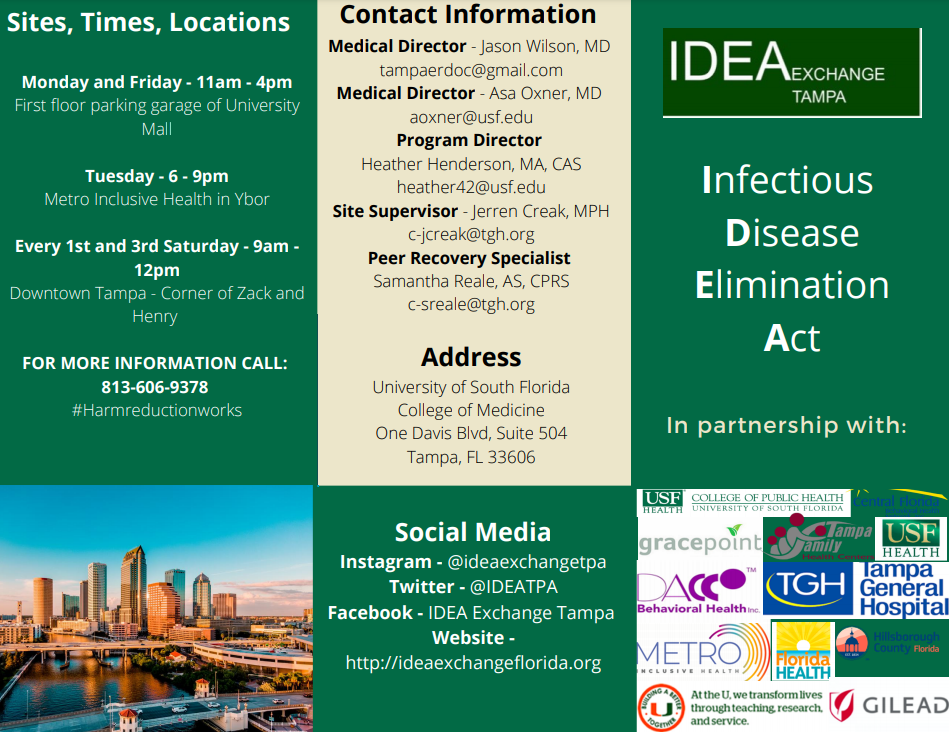 Sites, Times, Locations
Monday and Friday - 11am - 4pm
First floor parking garage of University
Mall
Tuesday - 6 - 9pm
Metro Inclusive Health in Ybor
Every 1st and 3rd Saturday - 9am -
12pm
Downtown Tampa - Corner of Zack and
Henry
FOR MORE INFORMATION CALL:
813-606-9378
#Harmreductionworks
Contact Information
Medical Director - Jason Wilson, MD
tampaerdoc@gmail.com
Medical Director - Asa Oxner, MD
aoxner@usf.edu
Program Director
Heather Henderson, MA, CAS
heather42@usf.edu
Site Supervisor - Jerren Creak, MPH
c-jcreak@tgh.org
Peer Recovery Specialist
Samantha Reale, AS, CPRS
c-sreale@tgh.org
Address
University of South Florida
College of Medicine
One Davis Blvd, Suite 504
Tampa, FL 33606
Social Media
Instagram - @ideaexchangetpa
Twitter - @IDEATPA
Facebook - IDEA Exchange Tampa
Website -
http://ideaexchangeflorida.org
IDEA EXCHANGE
TAMPA
Infectious
Disease
Elimination
Act
In partnership with:
USF
HEALTH
COLLEGE OF PUBLIC HEALTH
UNIVERSITY OF SOUTH FLORIDA
Central Florida
gracepoint
Tampa
Family
Health Centers
USF
HEALTH
DACCO™
Behavioral Health Inc.
TGH
Tampa
General
Hospital
METRO
INCLUSIVE HEALTH
Florida
HEALTH
Hillsborough
County Florida
BUILDING A BETTER
U
TOGETHER
At the U, we transform lives
through teaching, research,
and service.
GILEAD